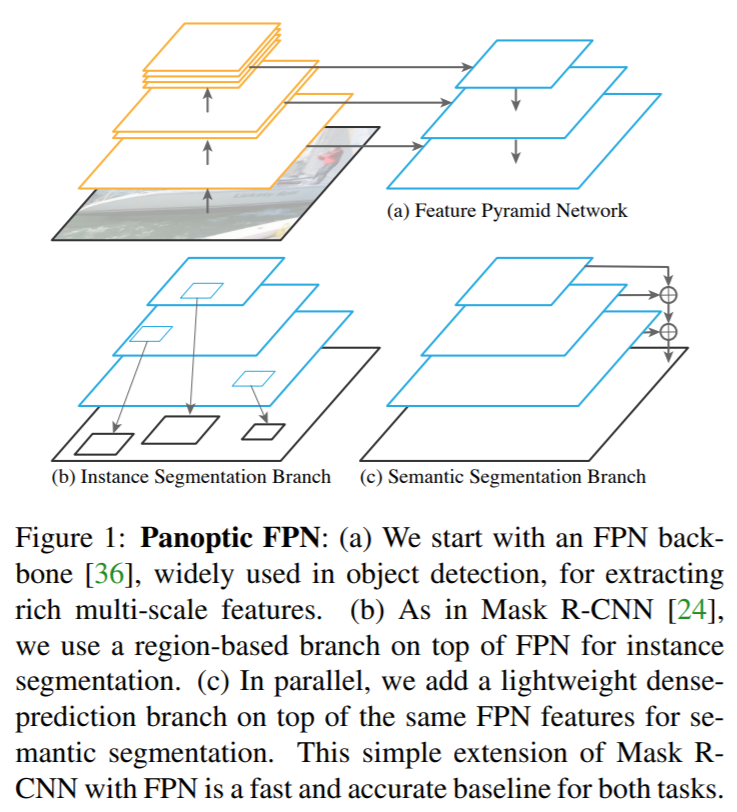 (a) Feature Pyramid Network
(b) Instance Segmentation Branch
(c) Semantic Segmentation Branch
Figure 1: Panoptic FPN: (a) We start with an FPN back-
bone [36], widely used in object detection, for extracting
rich multi-scale features. (b) As in Mask R-CNN [24],
we use a region-based branch on top of FPN for instance
segmentation. (c) In parallel, we add a lightweight dense-
prediction branch on top of the same FPN features for se-
mantic segmentation. This simple extension of Mask R-
CNN with FPN is a fast and accurate baseline for both tasks.